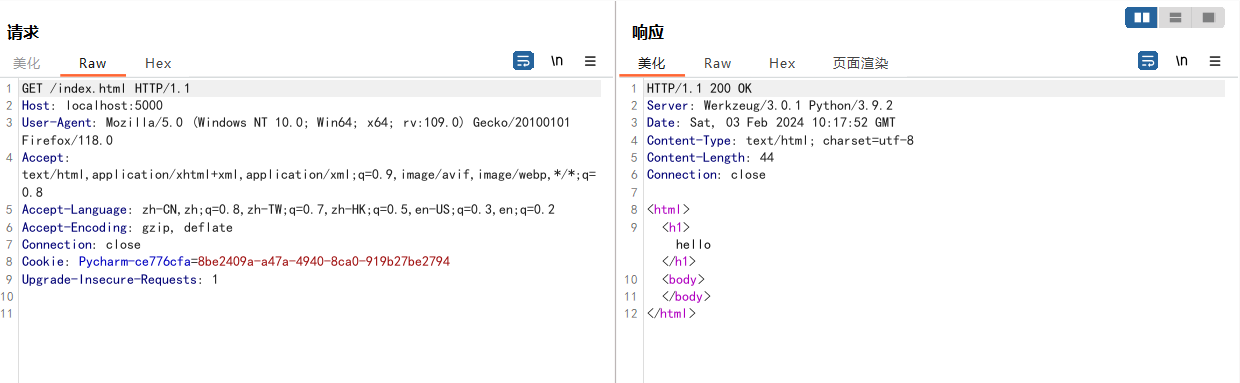 请求
美化 Raw Hex \n
1 GET /index.html HTTP/1.1
2 Host: localhost:5000
3 User-Agent: Mozilla/5.0 (Windows NT 10.0; Win64; x64; rv:109.0) Gecko/20100101
Firefox/118.0
4 Accept:
text/html,application/xhtml+xml,application/xml;q=0.9,image/avif,image/webp,*/*;q=
0.8
5 Accept-Language: zh-CN,zh;q=0.8,zh-TW;q=0.7,zh-HK;q=0.5,en-US;q=0.3,en;q=0.2
6 Accept-Encoding: gzip, deflate
7 Connection: close
8 Cookie: Pycharm-ce776cfa=8be2409a-a47a-4940-8ca0-919b27be2794
9 Upgrade-Insecure-Requests: 1
10
11
响应
美化 Raw Hex 页面渲染 \n
1 HTTP/1.1 200 OK
2 Server: Werkzeug/3.0.1 Python/3.9.2
3 Date: Sat, 03 Feb 2024 10:17:52 GMT
4 Content-Type: text/html; charset=utf-8
5 Content-Length: 44
6 Connection: close
7
8 <html>
9 <h1>
hello
</h1>
10 <body>
11 </body>
12 </html>